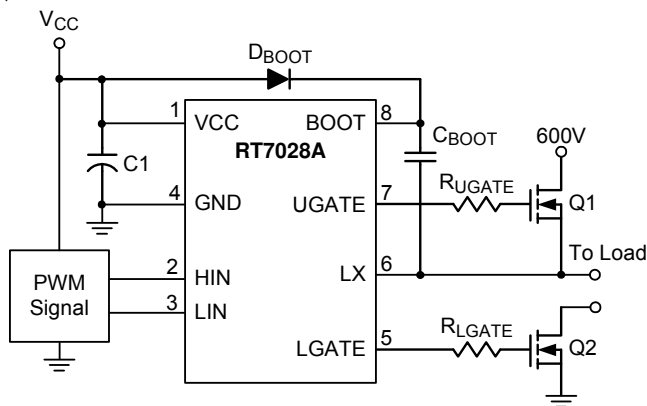 VCC
DBOOT
1
VCC
BOOT
8
RT7028A
CBOOT
600V
C1
4
GND
UGATE
7
RUGATE
Q1
PWM
Signal
2
HIN
LX
6
To Load
3
LIN
LGATE
5
RLGATE
Q2